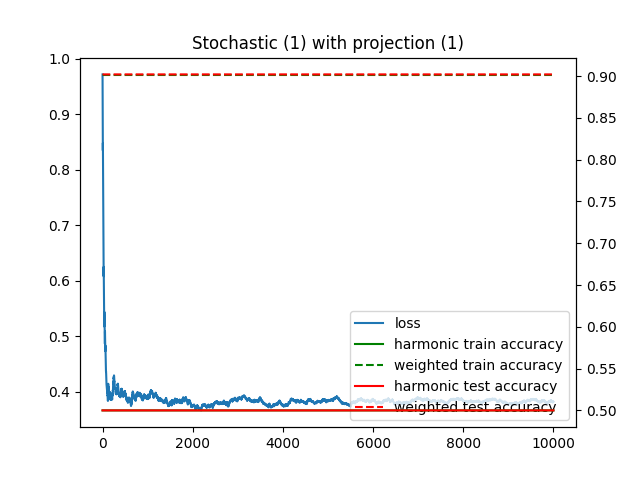 Stochastic (1) with projection (1)
1.0
0.9
0.8
0.7
0.6
0.5
0.4
0.90
0.85
0.80
0.75
0.70
0.65
0.60
0.55
0.50
loss
harmonic train accuracy
weighted train accuracy
harmonic test accuracy
weighted test accuracy
0 2000 4000 6000 8000 10000